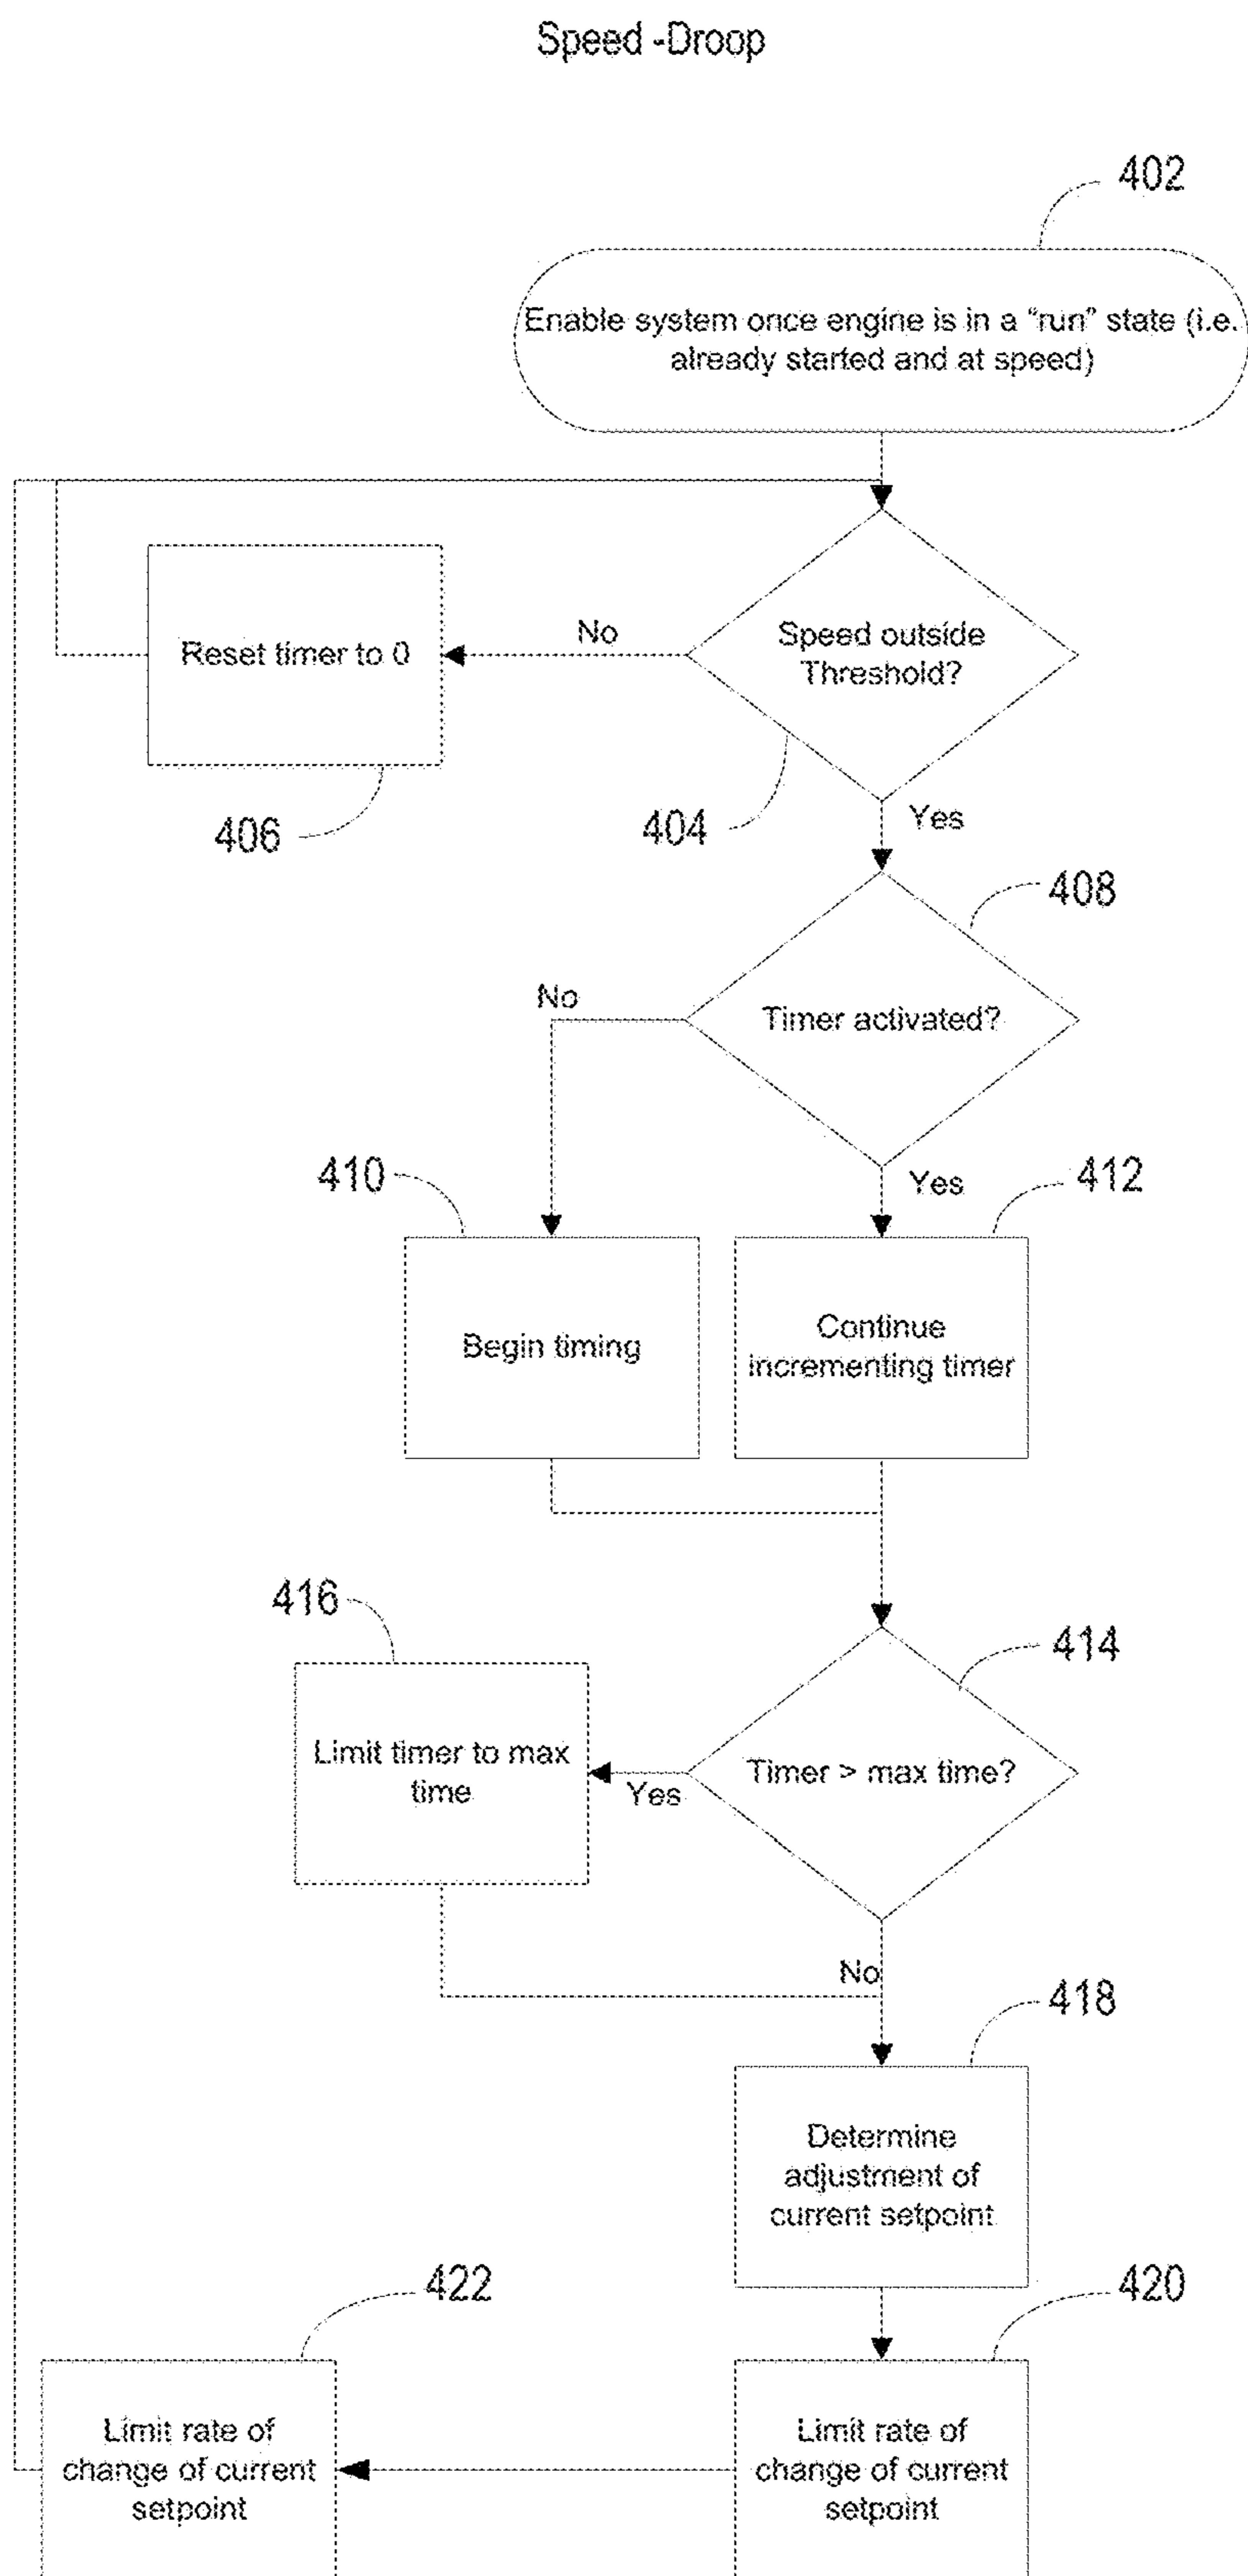 Speed -Droop
402
Enable system once engine is in a “run” state (i.e.
already started and at speed)
Speed outside
Threshold?
No
Reset timer to 0
406
404
Yes
408
Timer activated?
No
410
Yes
412
Begin timing
Continue
incrementing timer
416
414
Limit timer to max
time
Yes
Timer > max time?
No
418
Determine
adjustment of
current setpoint
422
420
Limit rate of
change of current
setpoint
Limit rate of
change of current
setpoint